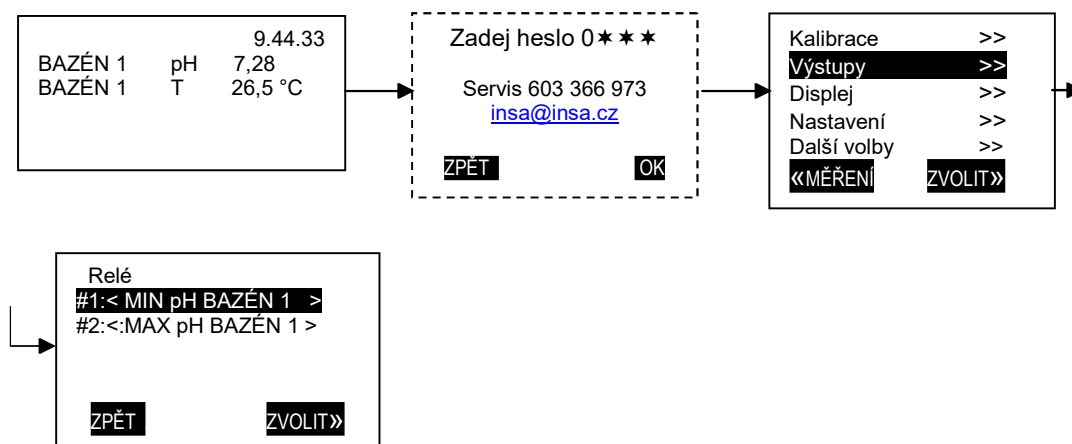 9.44.33
BAZÉN 1 pH 7,28
BAZÉN 1 T 26,5 °C
Zadej heslo 0✶✶✶
Servis 603 366 973
insa@insa.cz
ZPĚT OK
Kalibrace >>
Výstupy >>
Displej >>
Nastavení >>
Další volby >>
«MĚŘENÍ ZVOLIT»
Relé
#1:< MIN pH BAZÉN 1 >
#2:<:MAX pH BAZÉN 1 >
ZPĚT ZVOLIT»